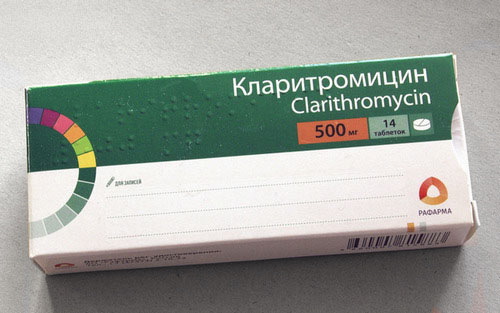 Кларитромицин
Clarithromycin
500 мг
14
таблеток
ДЛЯ ЗАПИСЕЙ
РАФАРМА